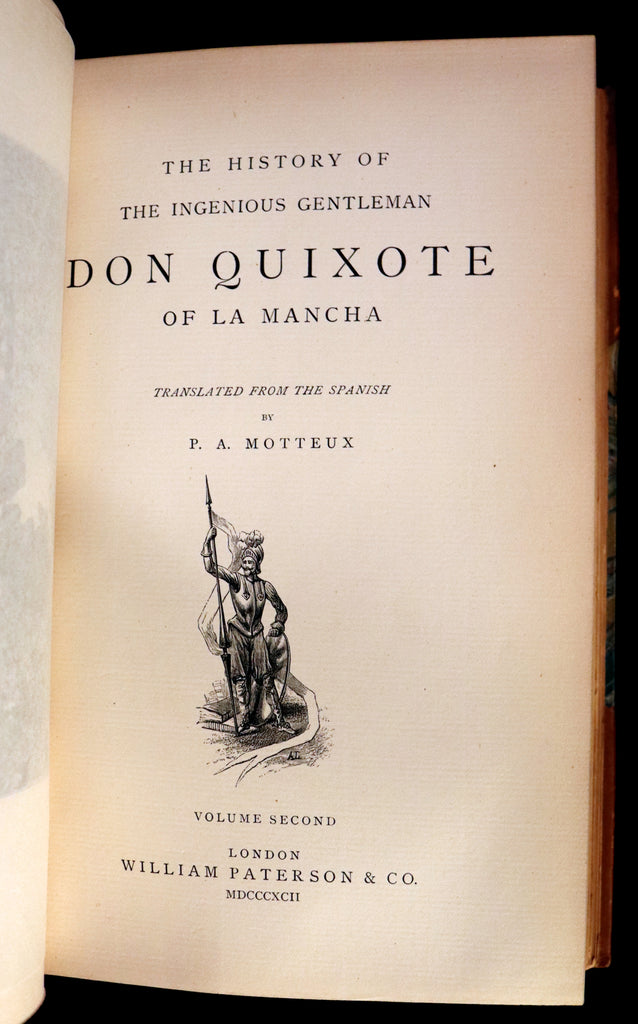 THE HISTORY OF
THE INGENIOUS GENTLEMAN
DON QUIXOTE
OF LA MANCHA
TRANSLATED FROM THE SPANISH
BY
P. A. MOTTEUX
AL
VOLUME SECOND
LONDON
WILLIAM PATERSON & CO.
MDCCCXCII